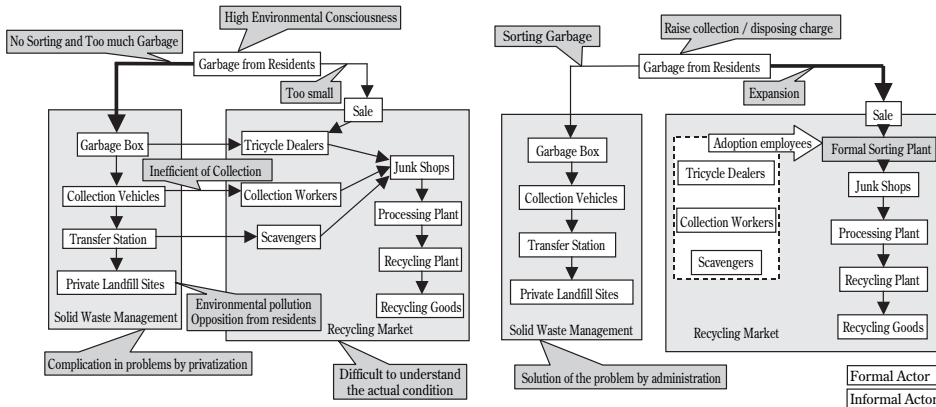 High Environmental Consciousness
No Sorting and Too much Garbage
Garbage from Residents
Too small
Sale
Garbage Box
Tricycle Dealers
Inefficient of Collection
Junk Shops
Collection Vehicles
Collection Workers
Processing Plant
Transfer Station
Scavengers
Recycling Plant
Private Landfill Sites
Environmental pollution
Opposition from residents
Recycling Goods
Solid Waste Management
Recycling Market
Complication in problems by privatization
Difficult to understand
the actual condition
Sorting Garbage
Raise collection / disposing charge
Garbage from Residents
Expansion
Sale
Garbage Box
Adoption employees
Formal Sorting Plant
Tricycle Dealers
Junk Shops
Collection Vehicles
Collection Workers
Processing Plant
Transfer Station
Scavengers
Recycling Plant
Private Landfill Sites
Recycling Goods
Solid Waste Management
Recycling Market
Solution of the problem by administration
Formal Actor
Informal Actor